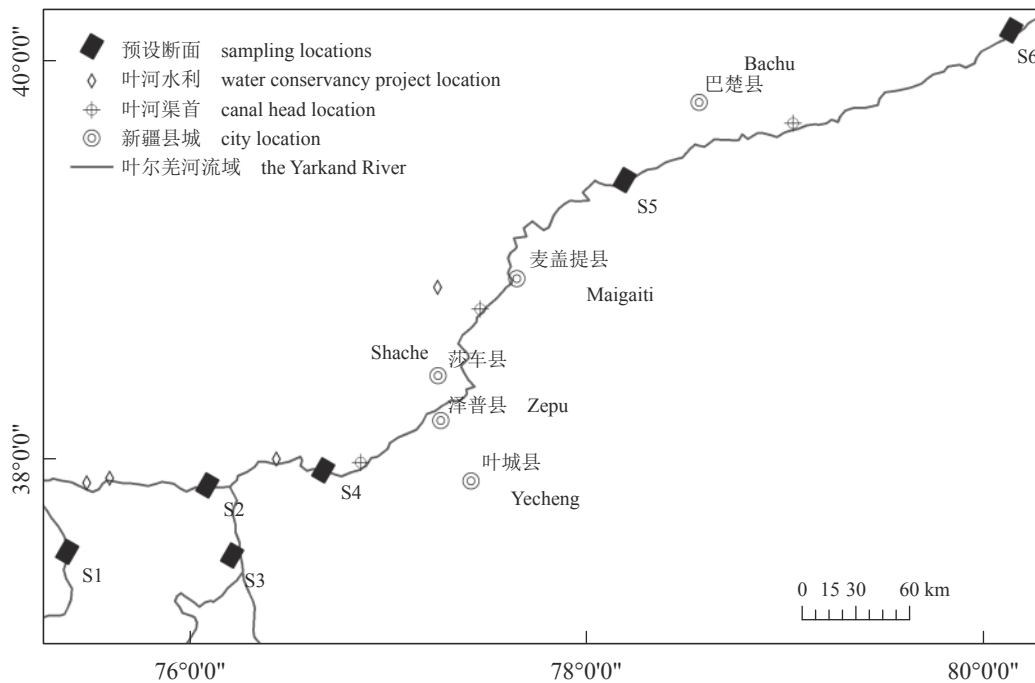 预设断面 sampling locations
叶河水利 water conservancy project location
叶河渠首 canal head location
新疆县城 city location
叶尔羌河流域 the Yarkand River
40°0'0"
38°0'0"
S6
Bachu
巴楚县
S5
麦盖提县
Maigaiti
Shache 莎车县
泽普县 Zepu
叶城县
Yecheng
S4
S2
S1
S3
0 15 30 60 km
76°0'0" 78°0'0" 80°0'0"